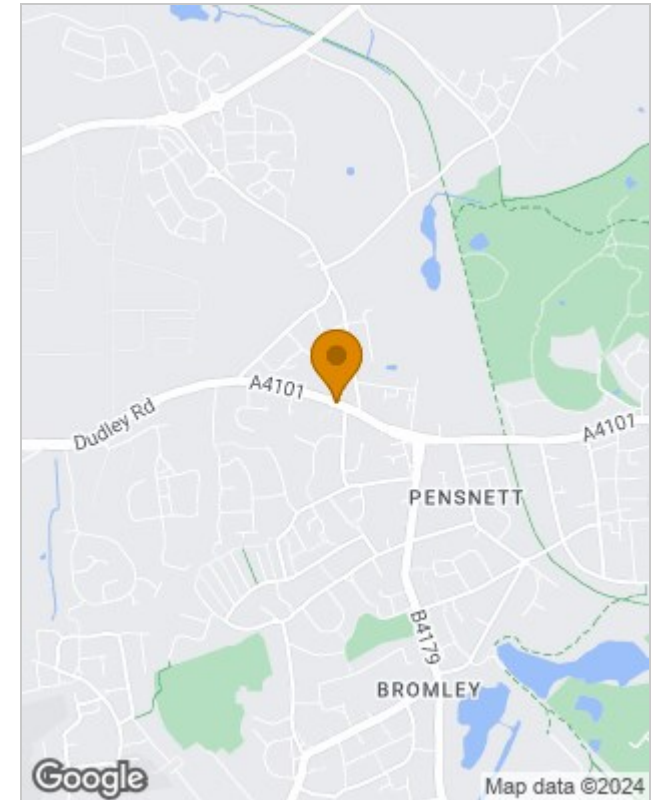 A4101
Dudley Rd
A4101
PENSNETT
B4179
BROMLEY
Google
Map data ©2024